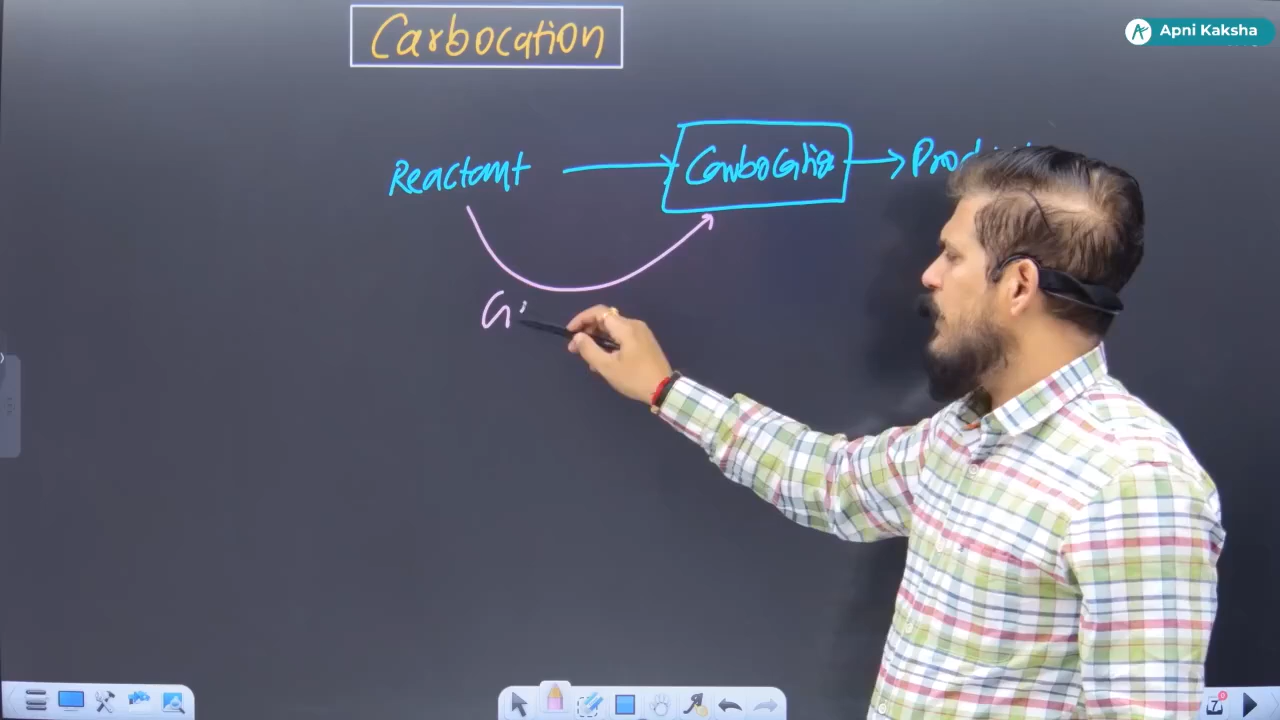 Carbocation
Apni Kaksha
Reactant → Carbocation →